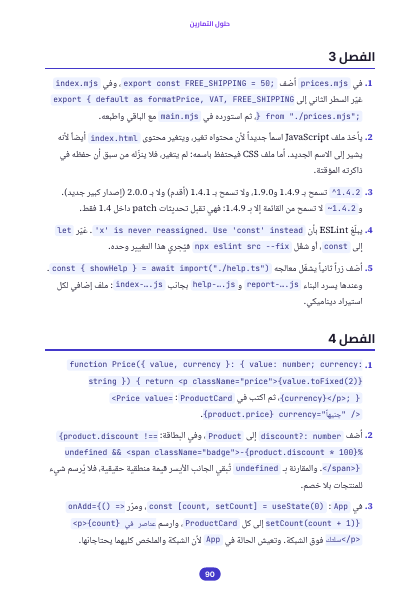 حلول التمارين
الفصل 3
1. في prices.mjs أضف export const FREE_SHIPPING = 50; ، وفي index.mjs
غيّر السطر الثاني إلى export { default as formatPrice, VAT, FREE_SHIPPING
} from "./prices.mjs"; ، ثم استورده في main.mjs مع الباقي واطبعه.
2. يأخذ ملف JavaScript اسماً جديداً لأن محتواه تغير، ويتغير محتوى index.html أيضاً لأنه
يشير إلى الاسم الجديد. أما ملف CSS فيحتفظ باسمه: لم يتغير، فلا ينزّله من سبق أن حفظه في
ذاكرته المؤقتة.
3. ^1.4.2 تسمح بـ 1.4.9 و1.9.0، ولا تسمح بـ 1.4.1 (أقدم) ولا بـ 2.0.0 (إصدار كبير جديد).
و ~1.4.2 لا تسمح من القائمة إلا بـ 1.4.9: فهي تقبل تحديثات patch داخل 1.4 فقط.
4. يبلّغ ESLint بأن 'x' is never reassigned. Use 'const' instead . غيّر let
إلى const ، أو شغّل npx eslint src --fix فيُجري هذا التغيير وحده.
5. أضف زراً ثانياً يشغّل معالجه const { showHelp } = await import("./help.ts") .
وعندها يسرد البناء report-….js و help-….js بجانب index-….js : ملف إضافي لكل
استيراد ديناميكي.
الفصل 4
1. function Price({ value, currency }: { value: number; currency:
string }) { return <p className="price">{value.toFixed(2)}
{currency}</p>; } ، ثم اكتب في ProductCard : <Price value=
{product.price} currency="جنيهاً" /> .
2. أضف discount?: number إلى Product ، وفي البطاقة: {product.discount !==
undefined && <span className="badge">-{product.discount * 100}%
</span>} . والمقارنة بـ undefined تُبقي الجانب الأيسر قيمة منطقية حقيقية، فلا يُرسم شيء
للمنتجات بلا خصم.
3. في App : const [count, setCount] = useState(0) ، ومرّر onAdd={() =>
setCount(count + 1)} إلى كل ProductCard ، وارسم <p>{count} عناصر في
سلتك</p> فوق الشبكة. وتعيش الحالة في App لأن الشبكة والملخص كليهما يحتاجانها.
90